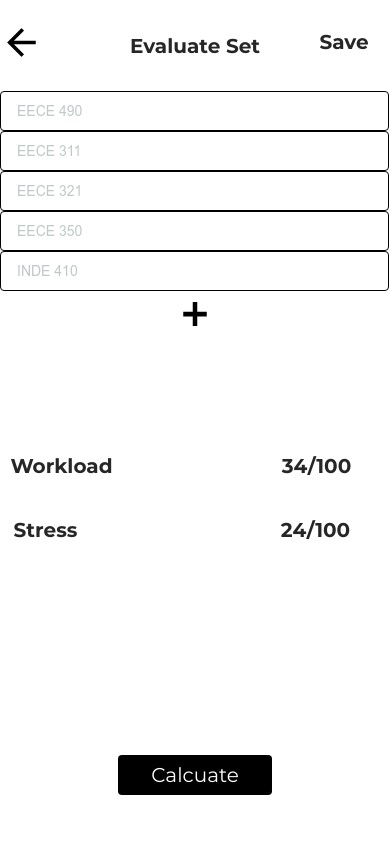 Evaluate Set
Save
EECE 490
EECE 311
EECE 321
EECE 350
INDE 410
+
Workload 34/100
Stress 24/100
Calcuate